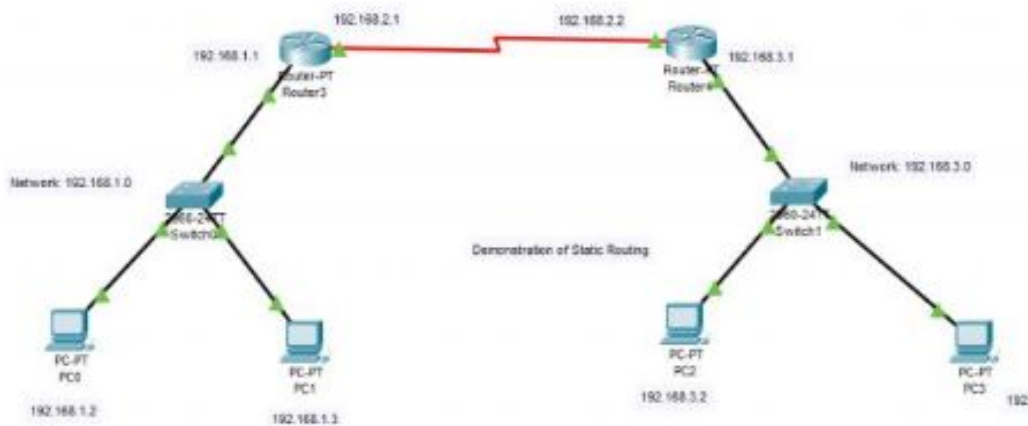 192.168.2.1
192.168.2.2
192.168.1.1
192.168.3.1
Router-PT
Router3
Router-PT
Network: 192.168.1.0
Network: 192.168.3.0
Switch1
Demonstration of Static Routing
PC-PT
PC0
PC-PT
PC1
PC-PT
PC2
PC-PT
PC3
192.168.1.2
192.168.1.3
192.168.3.2
192